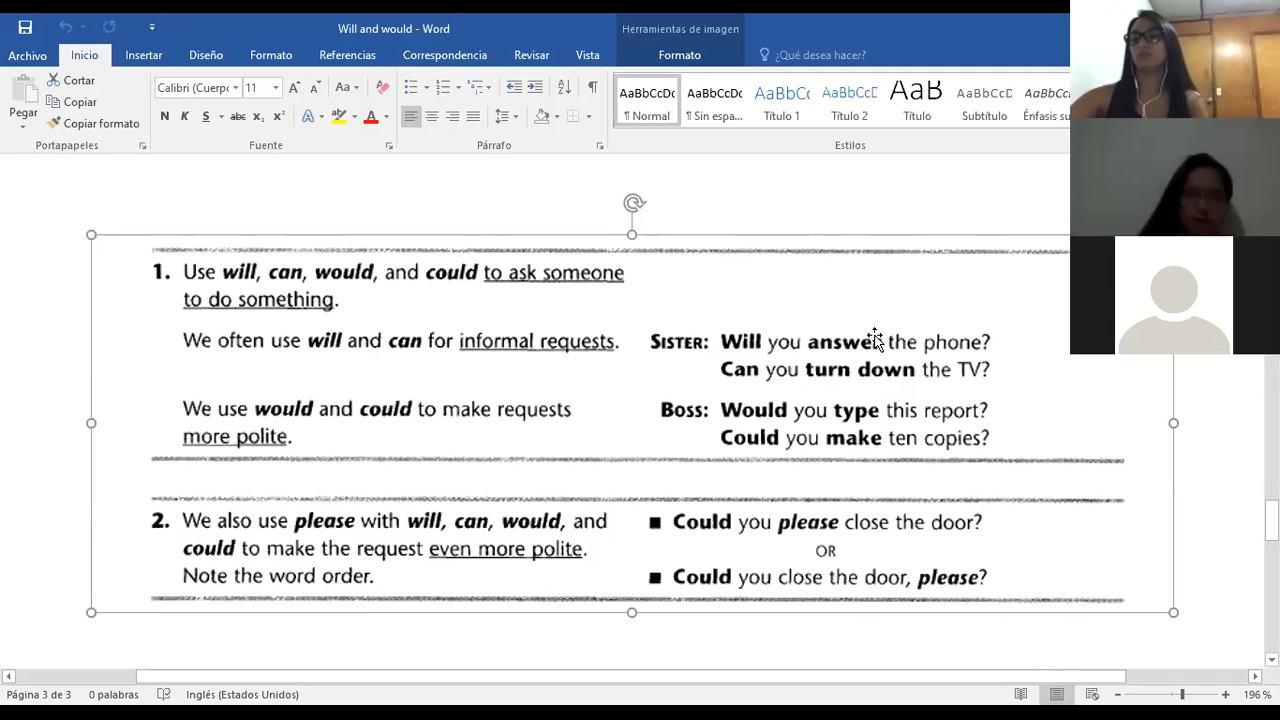 Will and would - Word
Herramientas de imagen
Archivo
Inicio
Insertar
Diseño
Formato
Referencias
Correspondencia
Revisar
Vista
Formato
¿Qué desea hacer?
Pegar
Cortar
Copiar
Copiar formato
Portapapeles
Calibri (Cuerpo
11
N K S abc x₂ x²
Fuente
Párrafo
AaBbCcDc AaBbCcDc AaBbCc AaBbCcD AaB AaBbCcD AaBbCcDc
¶ Normal
¶ Sin espa...
Título 1
Título 2
Título
Subtítulo
Énfasis su
Estilos
1. Use will, can, would, and could to ask someone
to do something.
We often use will and can for informal requests.
SISTER: Will you answer the phone?
Can you turn down the TV?
We use would and could to make requests
more polite.
BOSS: Would you type this report?
Could you make ten copies?
2. We also use please with will, can, would, and
could to make the request even more polite.
Note the word order.
■ Could you please close the door?
OR
■ Could you close the door, please?
Página 3 de 3
0 palabras
Inglés (Estados Unidos)
196 %